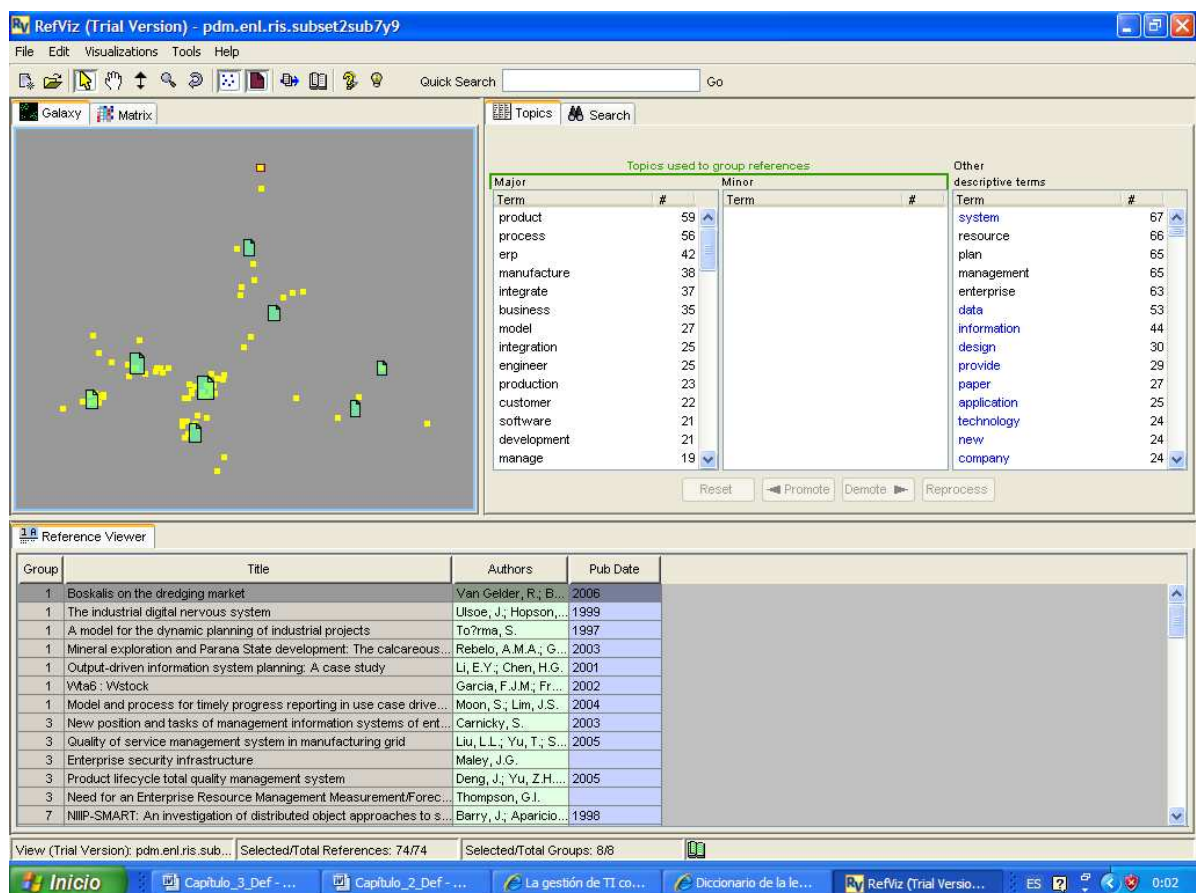 RefViz (Trial Version) - pdm.enl.ris.subset2sub7y9
File Edit Visualizations Tools Help
Quick Search Go
Galaxy Matrix
Topics Search
Topics used to group references
Other
Major Minor descriptive terms
Term # Term # Term #
product 59 system 67
process 56 resource 66
erp 42 plan 65
manufacture 38 management 65
integrate 37 enterprise 63
business 35 data 53
model 27 information 44
integration 25 design 30
engineer 25 provide 29
production 23 paper 27
customer 22 application 25
software 21 technology 24
development 21 new 24
manage 19 company 24
Reset Promote Demote Reprocess
Reference Viewer
Group Title Authors Pub Date
1 Boskalis on the dredging market Van Gelder, R.; B... 2006
1 The industrial digital nervous system Ulsoe, J.; Hopson,... 1999
1 A model for the dynamic planning of industrial projects To?rma, S. 1997
1 Mineral exploration and Parana State development: The calcareous... Rebelo, A.M.A.; G... 2003
1 Output-driven information system planning: A case study Li, E.Y.; Chen, H.G. 2001
1 Wta6 : Wstock Garcia, F.J.M.; Fr... 2002
1 Model and process for timely progress reporting in use case drive... Moon, S.; Lim, J.S. 2004
3 New position and tasks of management information systems of ent... Carnicky, S. 2003
3 Quality of service management system in manufacturing grid Liu, L.L.; Yu, T.; S... 2005
3 Enterprise security infrastructure Maley, J.G.
3 Product lifecycle total quality management system Deng, J.; Yu, Z.H.... 2005
3 Need for an Enterprise Resource Management Measurement/Forec... Thompson, G.I.
7 NIIIP-SMART: An investigation of distributed object approaches to s... Barry, J.; Aparicio... 1998
View (Trial Version): pdm.enl.ris.sub... Selected/Total References: 74/74 Selected/Total Groups: 8/8
Inicio Capítulo_3_Def - ... Capítulo_2_Def - ... La gestión de TI co... Diccionario de la le... RefViz (Trial Versio... ES 0:02